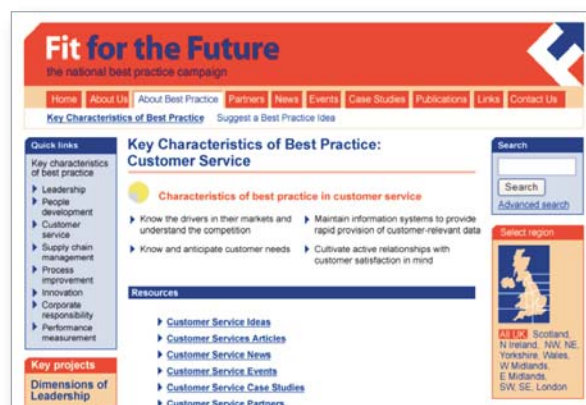 Fit for the Future
the national best practice campaign
Home About Us About Best Practice Partners News Events Case Studies Publications Links Contact Us
Key Characteristics of Best Practice Suggest a Best Practice Idea
Quick links
Key characteristics
of best practice
Leadership
People
development
Customer
service
Supply chain
management
Process
improvement
Innovation
Corporate
responsibility
Performance
measurement
Key projects
Dimensions of
Leadership
Key Characteristics of Best Practice:
Customer Service
Characteristics of best practice in customer service
Know the drivers in their markets and
understand the competition
Know and anticipate customer needs
Maintain information systems to provide
rapid provision of customer-relevant data
Cultivate active relationships with
customer satisfaction in mind
Resources
Customer Service Ideas
Customer Services Articles
Customer Service News
Customer Service Events
Customer Service Case Studies
Customer Service Partners
Search
Search
Advanced search
Select region
All UK Scotland,
N Ireland, NW, NE,
Yorkshire, Wales,
W Midlands,
E Midlands,
SW, SE, London